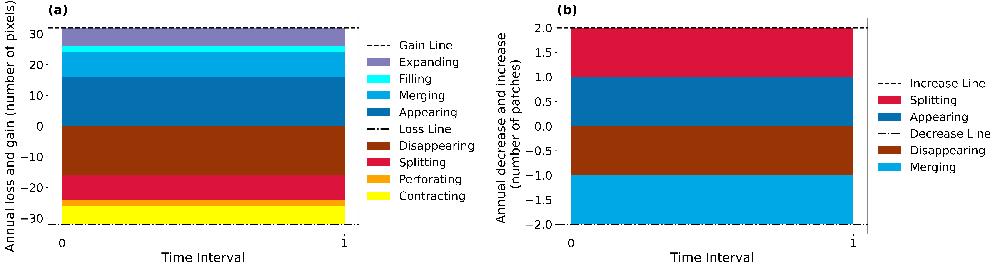 (a)
Annual loss and gain (number of pixels)
30
20
10
0
−10
−20
−30
0
1
Time Interval
Gain Line
Expanding
Filling
Merging
Appearing
Loss Line
Disappearing
Splitting
Perforating
Contracting
(b)
Annual decrease and increase
(number of patches)
2.0
1.5
1.0
0.5
0.0
−0.5
−1.0
−1.5
−2.0
0
1
Time Interval
Increase Line
Splitting
Appearing
Decrease Line
Disappearing
Merging